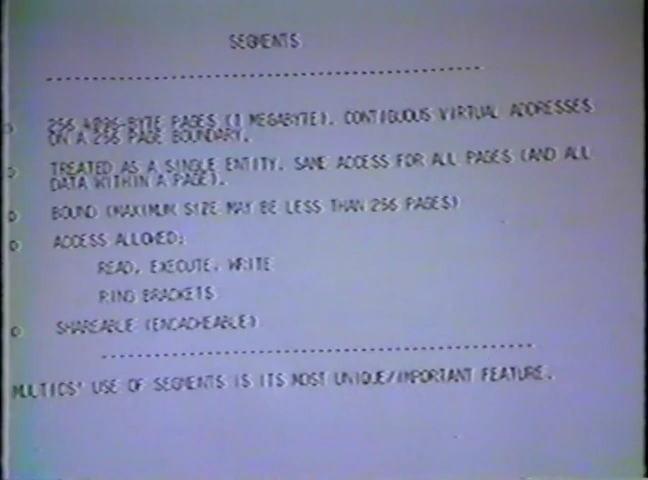 SEGMENTS
o 256 4096-BYTE PAGES (1 MEGABYTE). CONTIGUOUS VIRTUAL ADDRESSES
ON A 256 PAGE BOUNDARY.
o TREATED AS A SINGLE ENTITY. SAME ACCESS FOR ALL PAGES (AND ALL
DATA WITHIN A PAGE).
o BOUND (MAXIMUM SIZE MAY BE LESS THAN 256 PAGES)
o ACCESS ALLOWED:
READ, EXECUTE, WRITE
RING BRACKETS
o SHAREABLE (ENCACHEABLE)
MULTICS' USE OF SEGMENTS IS ITS MOST UNIQUE/IMPORTANT FEATURE.